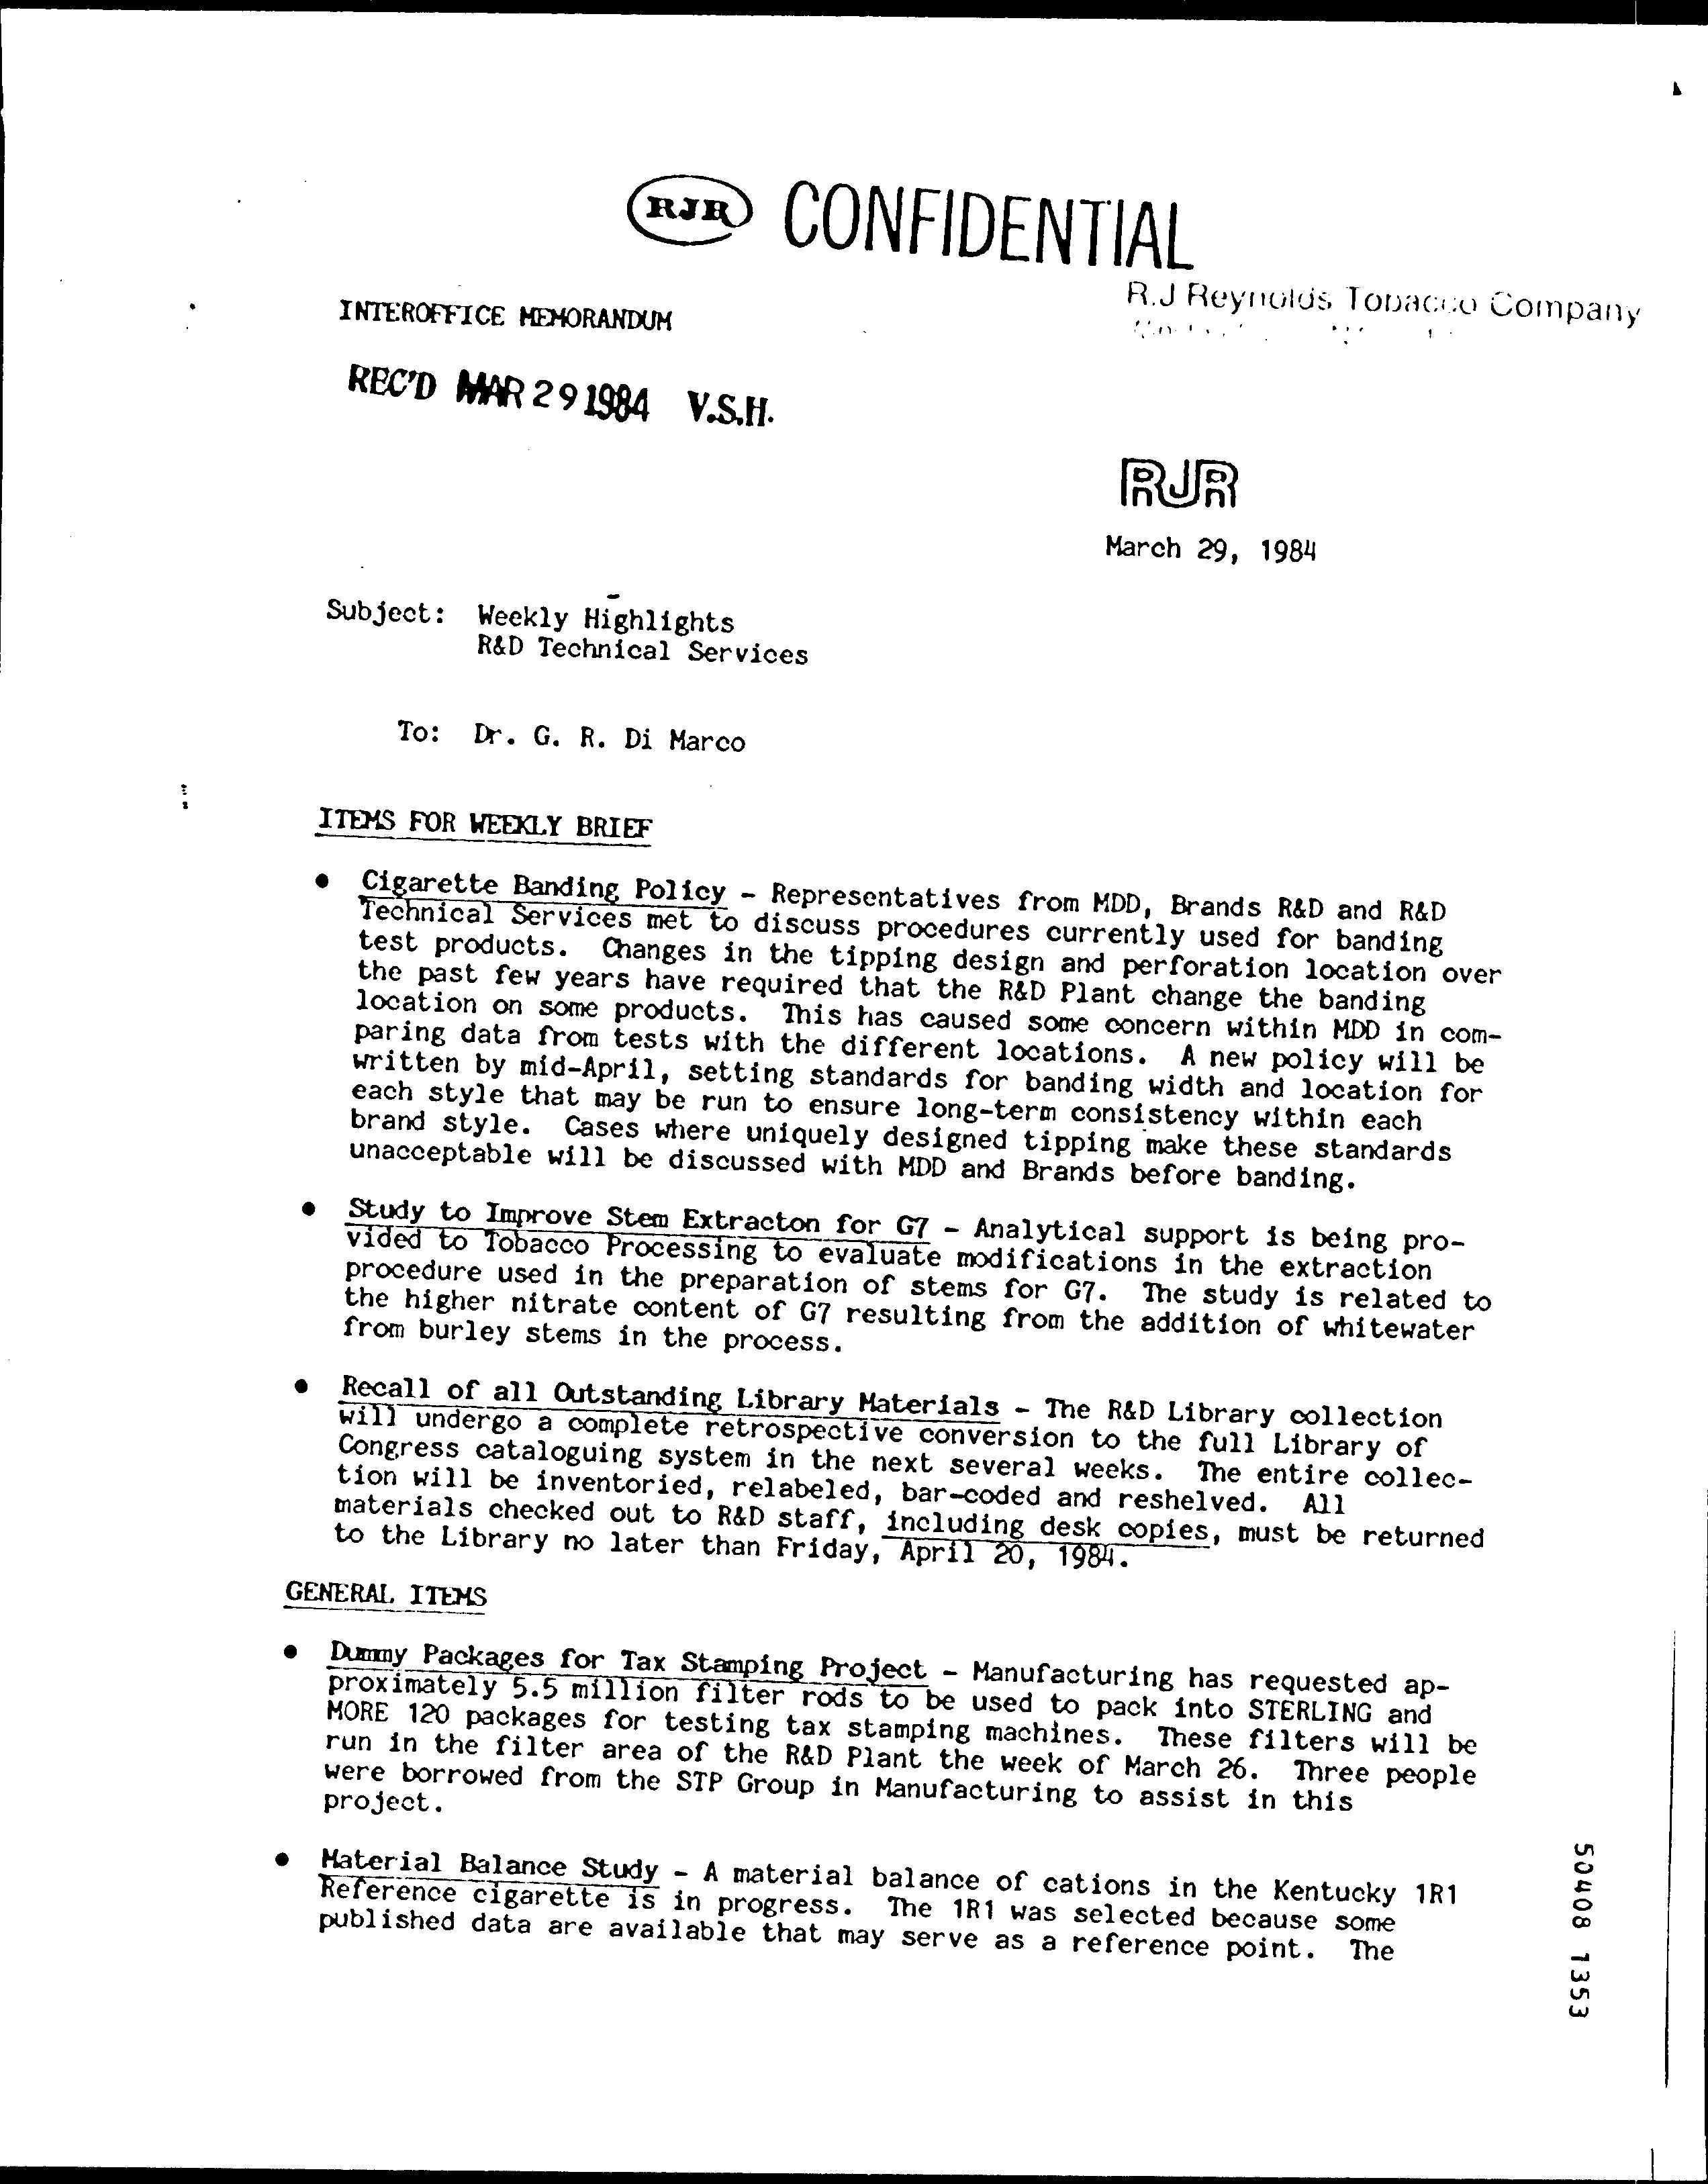 RJR CONFIDENTIAL
R.J Reynolds Tobacco Company
INTEROFFICE MEMORANDUM
REC'D MAR 29 1984 V.S.H.
RJR
March 29, 1984
Subject: Weekly Highlights
R&D Technical Services
To: Dr. G. R. Di Marco
ITEMS FOR WEEKLY BRIEF
• Cigarette Banding Policy - Representatives from MDD, Brands R&D and R&D
Technical Services met to discuss procedures currently used for banding
test products. Changes in the tipping design and perforation location over
the past few years have required that the R&D Plant change the banding
location on some products. This has caused some concern within MDD in com-
paring data from tests with the different locations. A new policy will be
written by mid-April, setting standards for banding width and location for
each style that may be run to ensure long-term consistency within each
brand style. Cases where uniquely designed tipping make these standards
unacceptable will be discussed with MDD and Brands before banding.
• Study to Improve Stem Extracton for G7 - Analytical support is being pro-
vided to Tobacco Processing to evaluate modifications in the extraction
procedure used in the preparation of stems for G7. The study is related to
the higher nitrate content of G7 resulting from the addition of whitewater
from burley stems in the process.
• Recall of all Outstanding Library Materials - The R&D Library collection
will undergo a complete retrospective conversion to the full Library of
Congress cataloguing system in the next several weeks. The entire collec-
tion will be inventoried, relabeled, bar-coded and reshelved. All
materials checked out to R&D staff, including desk copies, must be returned
to the Library no later than Friday, April 20, 1984.
GENERAL ITEMS
• Dummy Packages for Tax Stamping Project - Manufacturing has requested ap-
proximately 5.5 million filter rods to be used to pack into STERLING and
MORE 120 packages for testing tax stamping machines. These filters will be
run in the filter area of the R&D Plant the week of March 26. Three people
were borrowed from the STP Group in Manufacturing to assist in this
project.
• Material Balance Study - A material balance of cations in the Kentucky 1R1
Reference cigarette is in progress. The 1R1 was selected because some
published data are available that may serve as a reference point. The
50408 1353